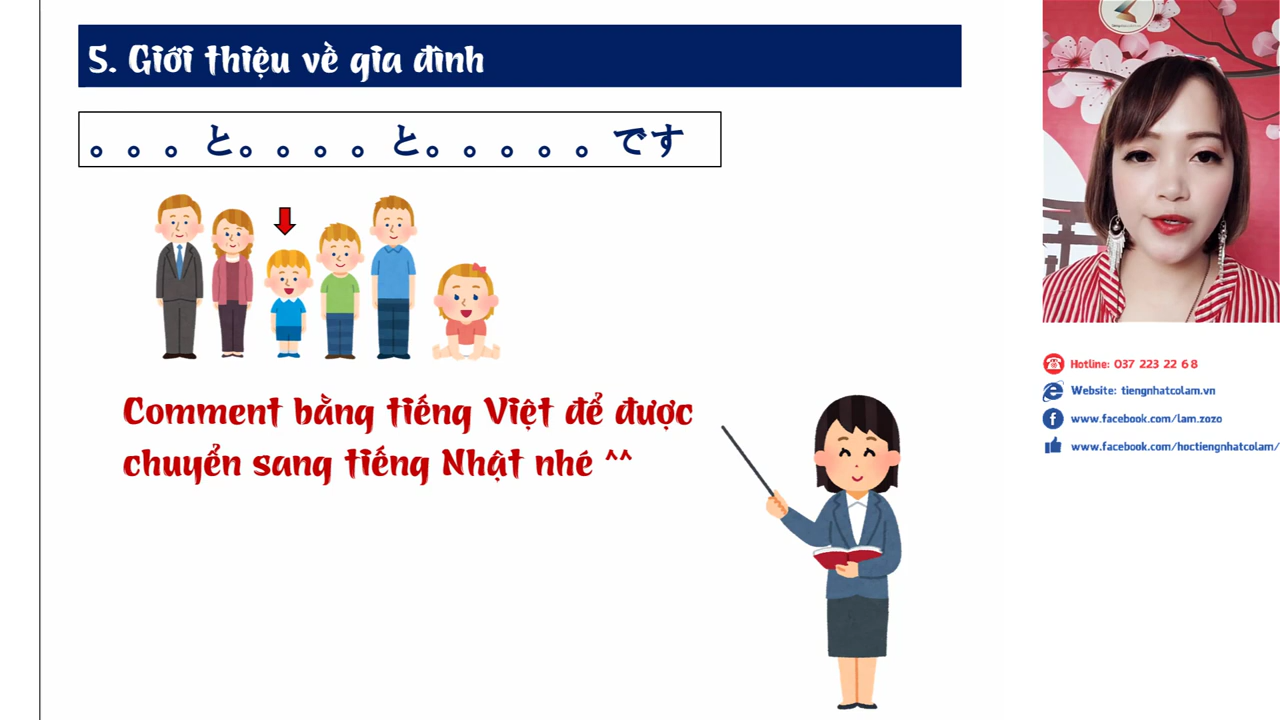 5. Giới thiệu về gia đình
。。。と。。。。と。。。。。です
Comment bằng tiếng Việt để được
chuyển sang tiếng Nhật nhé ^^
Hotline: 037 223 22 68
Website: tiengnhatcolam.vn
www.facebook.com/lam.zozo
www.facebook.com/hoctiengnhatcolam/